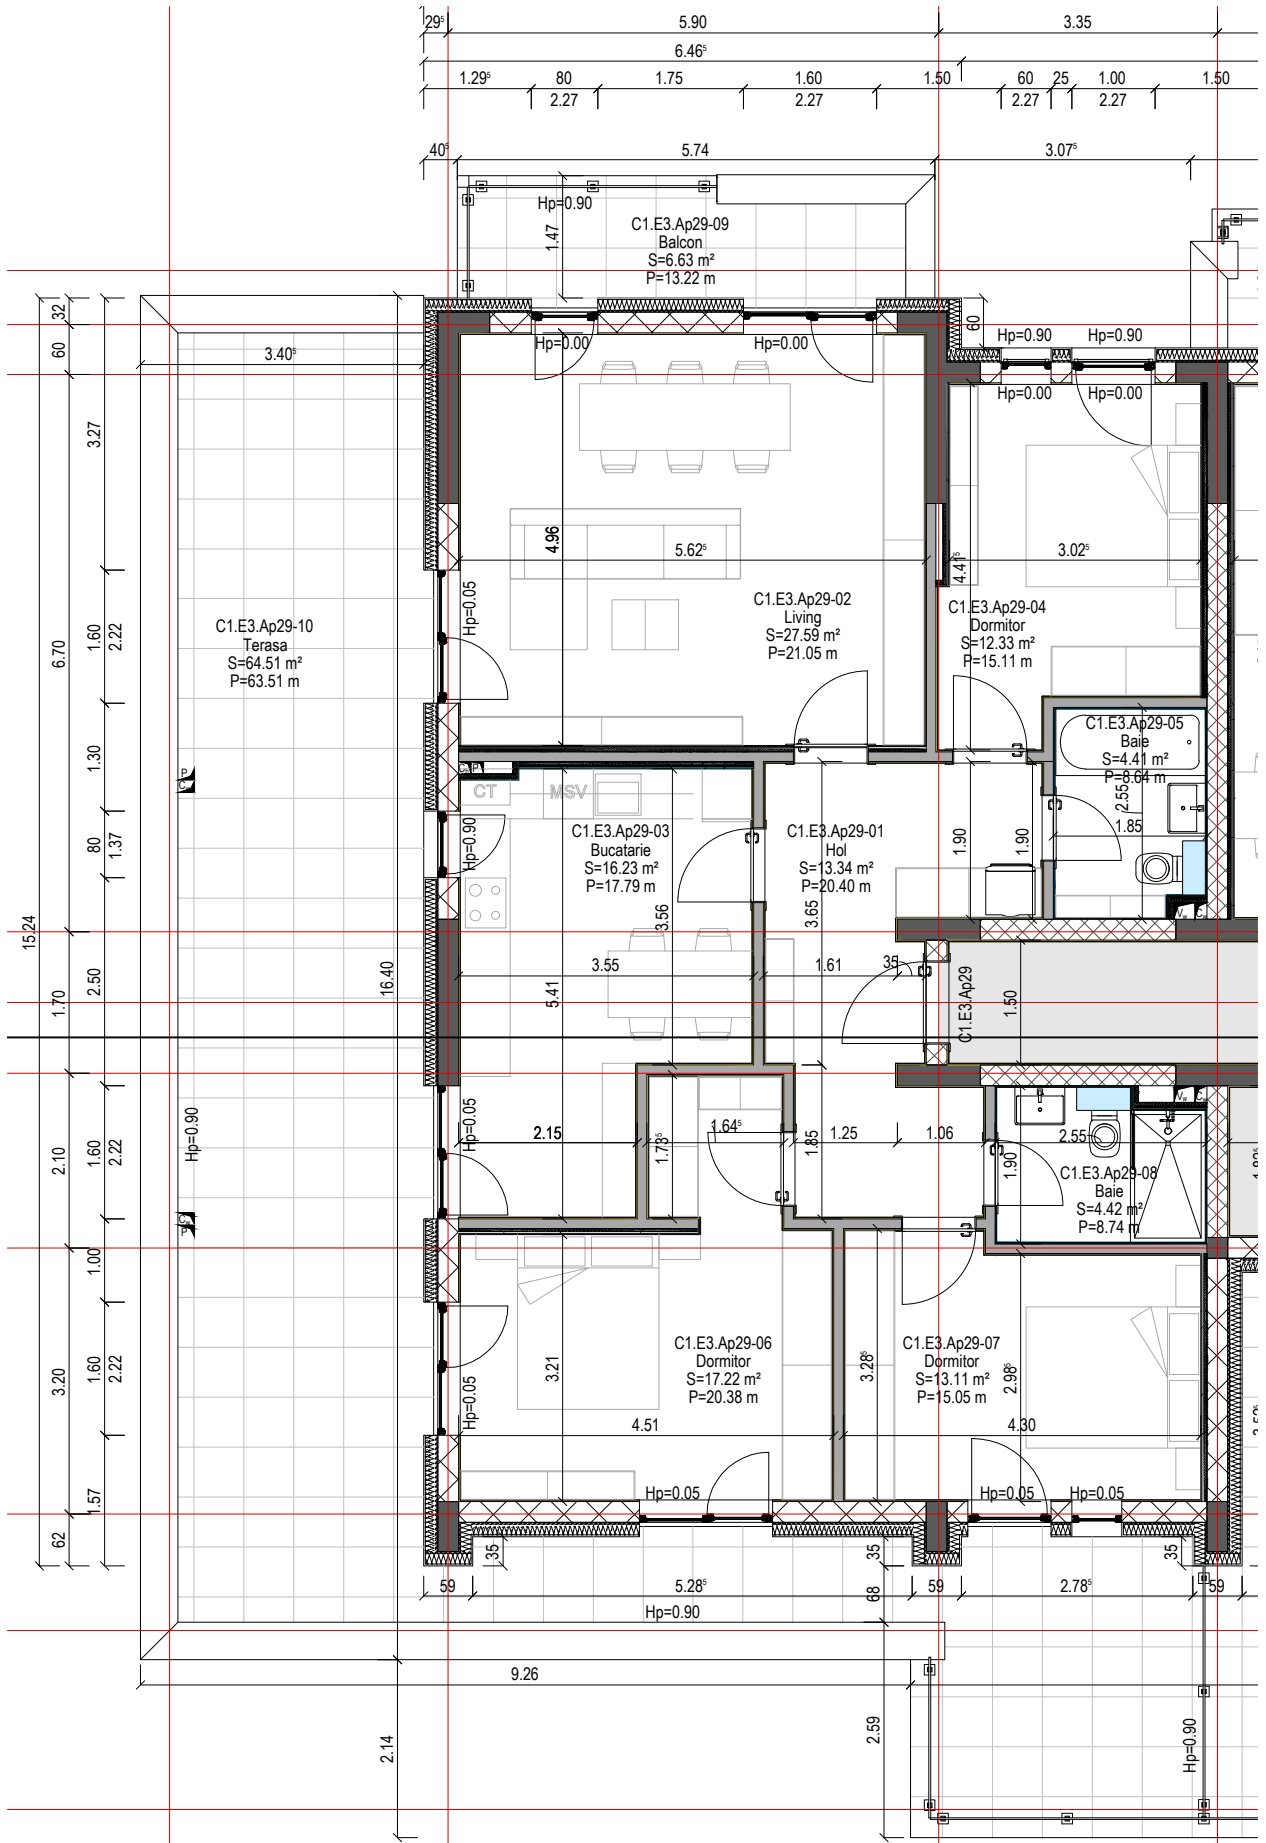 29⁵
5.90
3.35
6.46⁵
1.29⁵
80
1.75
1.60
1.50
60
25
1.00
1.50
2.27
2.27
2.27
2.27
40⁵
5.74
3.07⁵
Hp=0.90
1.47
C1.E3.Ap29-09
Balcon
S=6.63 m²
P=13.22 m
32
60
60
Hp=0.00
Hp=0.00
Hp=0.90
Hp=0.90
Hp=0.00
Hp=0.00
3.40⁵
3.27
4.96
5.62⁵
3.02⁵
4.41⁵
Hp=0.05
C1.E3.Ap29-02
Living
S=27.59 m²
P=21.05 m
C1.E3.Ap29-04
Dormitor
S=12.33 m²
P=15.11 m
C1.E3.Ap29-10
Terasa
S=64.51 m²
P=63.51 m
6.70
1.60
2.22
1.30
P
C
C
P
CT
MSV
C1.E3.Ap29-05
Baie
S=4.41 m²
P=8.64 m
2.55
1.85
80
1.37
Hp=0.90
C1.E3.Ap29-03
Bucatarie
S=16.23 m²
P=17.79 m
C1.E3.Ap29-01
Hol
S=13.34 m²
P=20.40 m
1.90
1.90
3.56
3.65
15.24
1.70
2.50
16.40
3.55
5.41
1.61
35
C1.E3.Ap29
1.50
Hp=0.90
2.10
1.60
2.22
Hp=0.05
2.15
1.73⁵
1.64⁵
1.85
1.25
1.06
1.90
2.55
C1.E3.Ap29-08
Baie
S=4.42 m²
P=8.74 m
C
P
1.00
3.20
1.60
2.22
Hp=0.05
3.21
C1.E3.Ap29-06
Dormitor
S=17.22 m²
P=20.38 m
3.28⁵
C1.E3.Ap29-07
Dormitor
S=13.11 m²
P=15.05 m
2.98⁵
4.51
4.30
1.57
62
Hp=0.05
Hp=0.05
Hp=0.05
35
35
35
59
5.28⁵
59
2.78⁵
59
68
Hp=0.90
9.26
2.14
2.59
Hp=0.90